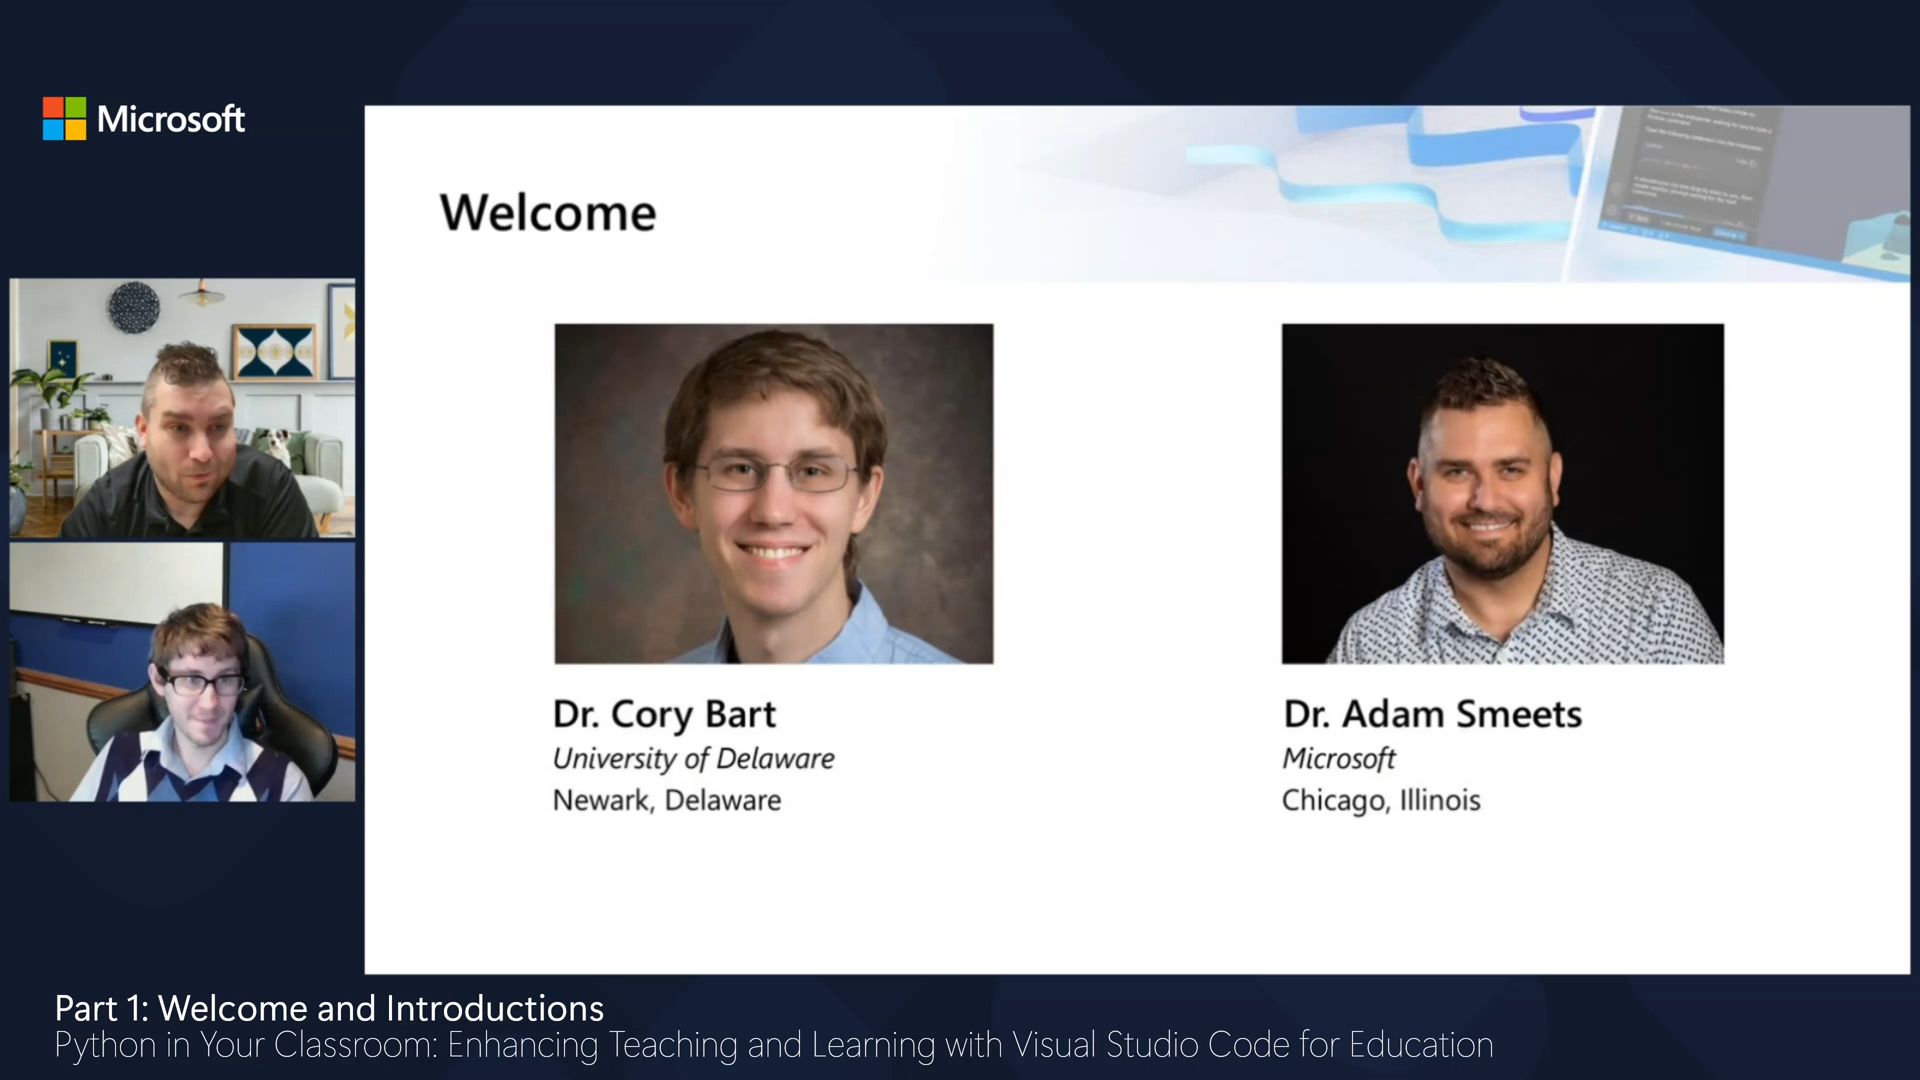 Microsoft
Welcome
Dr. Cory Bart
University of Delaware
Newark, Delaware
Dr. Adam Smeets
Microsoft
Chicago, Illinois
Part 1: Welcome and Introductions
Python in Your Classroom: Enhancing Teaching and Learning with Visual Studio Code for Education